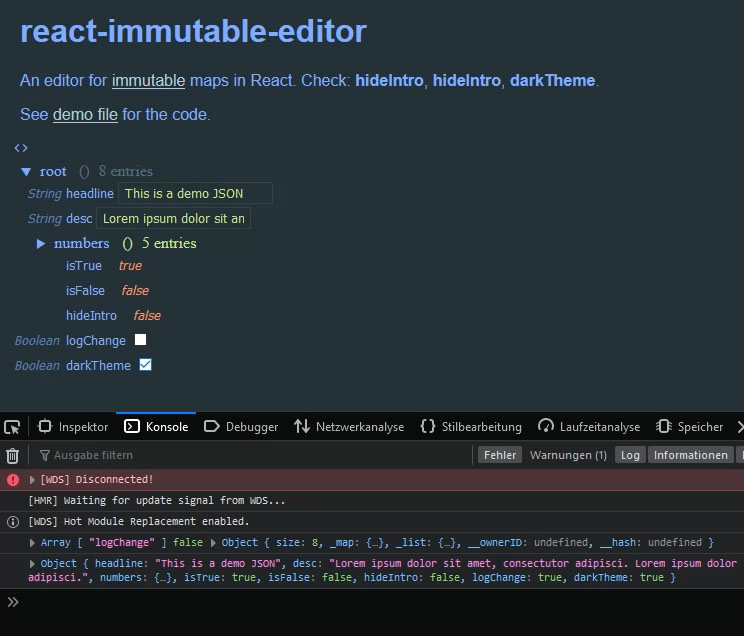 react-immutable-editor
An editor for immutable maps in React. Check: hideIntro, hideIntro, darkTheme.
See demo file for the code.
<>
▼ root () 8 entries
String headline This is a demo JSON
String desc Lorem ipsum dolor sit an
▶ numbers () 5 entries
isTrue true
isFalse false
hideIntro false
Boolean logChange
Boolean darkTheme
Inspektor Konsole Debugger Netzwerkanalyse {} Stilbearbeitung Laufzeitanalyse Speicher
Ausgabe filtern Fehler Warnungen (1) Log Informationen
[WDS] Disconnected!
[HMR] Waiting for update signal from WDS...
[WDS] Hot Module Replacement enabled.
▶ Array [ "logChange" ] false ▶ Object { size: 8, _map: {…}, _list: {…}, __ownerID: undefined, __hash: undefined }
▶ Object { headline: "This is a demo JSON", desc: "Lorem ipsum dolor sit amet, consectutor adipisci. Lorem ipsum dolor
adipisci.", numbers: {…}, isTrue: true, isFalse: false, hideIntro: false, logChange: true, darkTheme: true }
>>